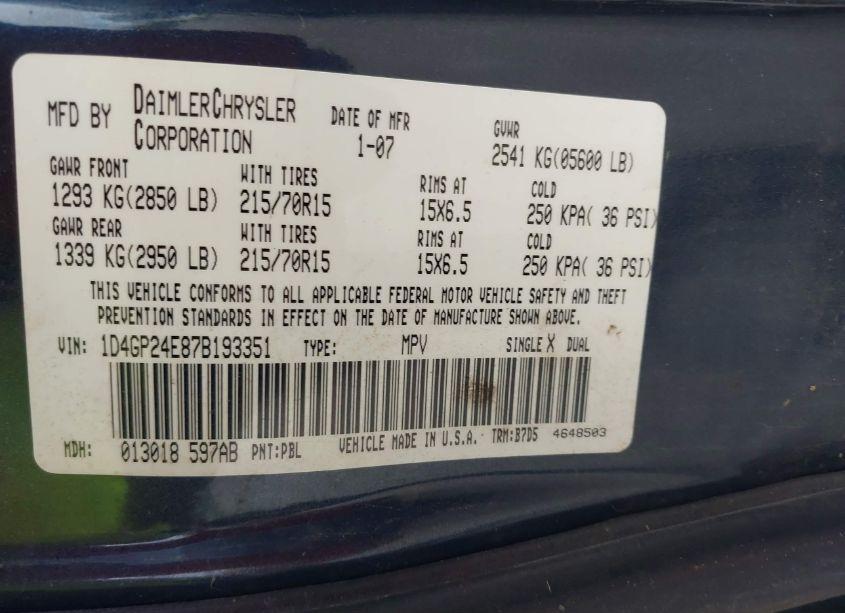 MFD BY DAIMLERCHRYSLER CORPORATION DATE OF MFR 1-07 GVWR 2541 KG(05600 LB)
GAWR FRONT WITH TIRES RIMS AT COLD
1293 KG(2850 LB) 215/70R15 15X6.5 250 KPA( 36 PSI)
GAWR REAR WITH TIRES RIMS AT COLD
1339 KG(2950 LB) 215/70R15 15X6.5 250 KPA( 36 PSI)
THIS VEHICLE CONFORMS TO ALL APPLICABLE FEDERAL MOTOR VEHICLE SAFETY AND THEFT
PREVENTION STANDARDS IN EFFECT ON THE DATE OF MANUFACTURE SHOWN ABOVE.
VIN: 1D4GP24E87B193351 TYPE: MPV SINGLE X DUAL
MDH: 013018 597AB PNT:PBL VEHICLE MADE IN U.S.A. TRM:B7D5 4648503